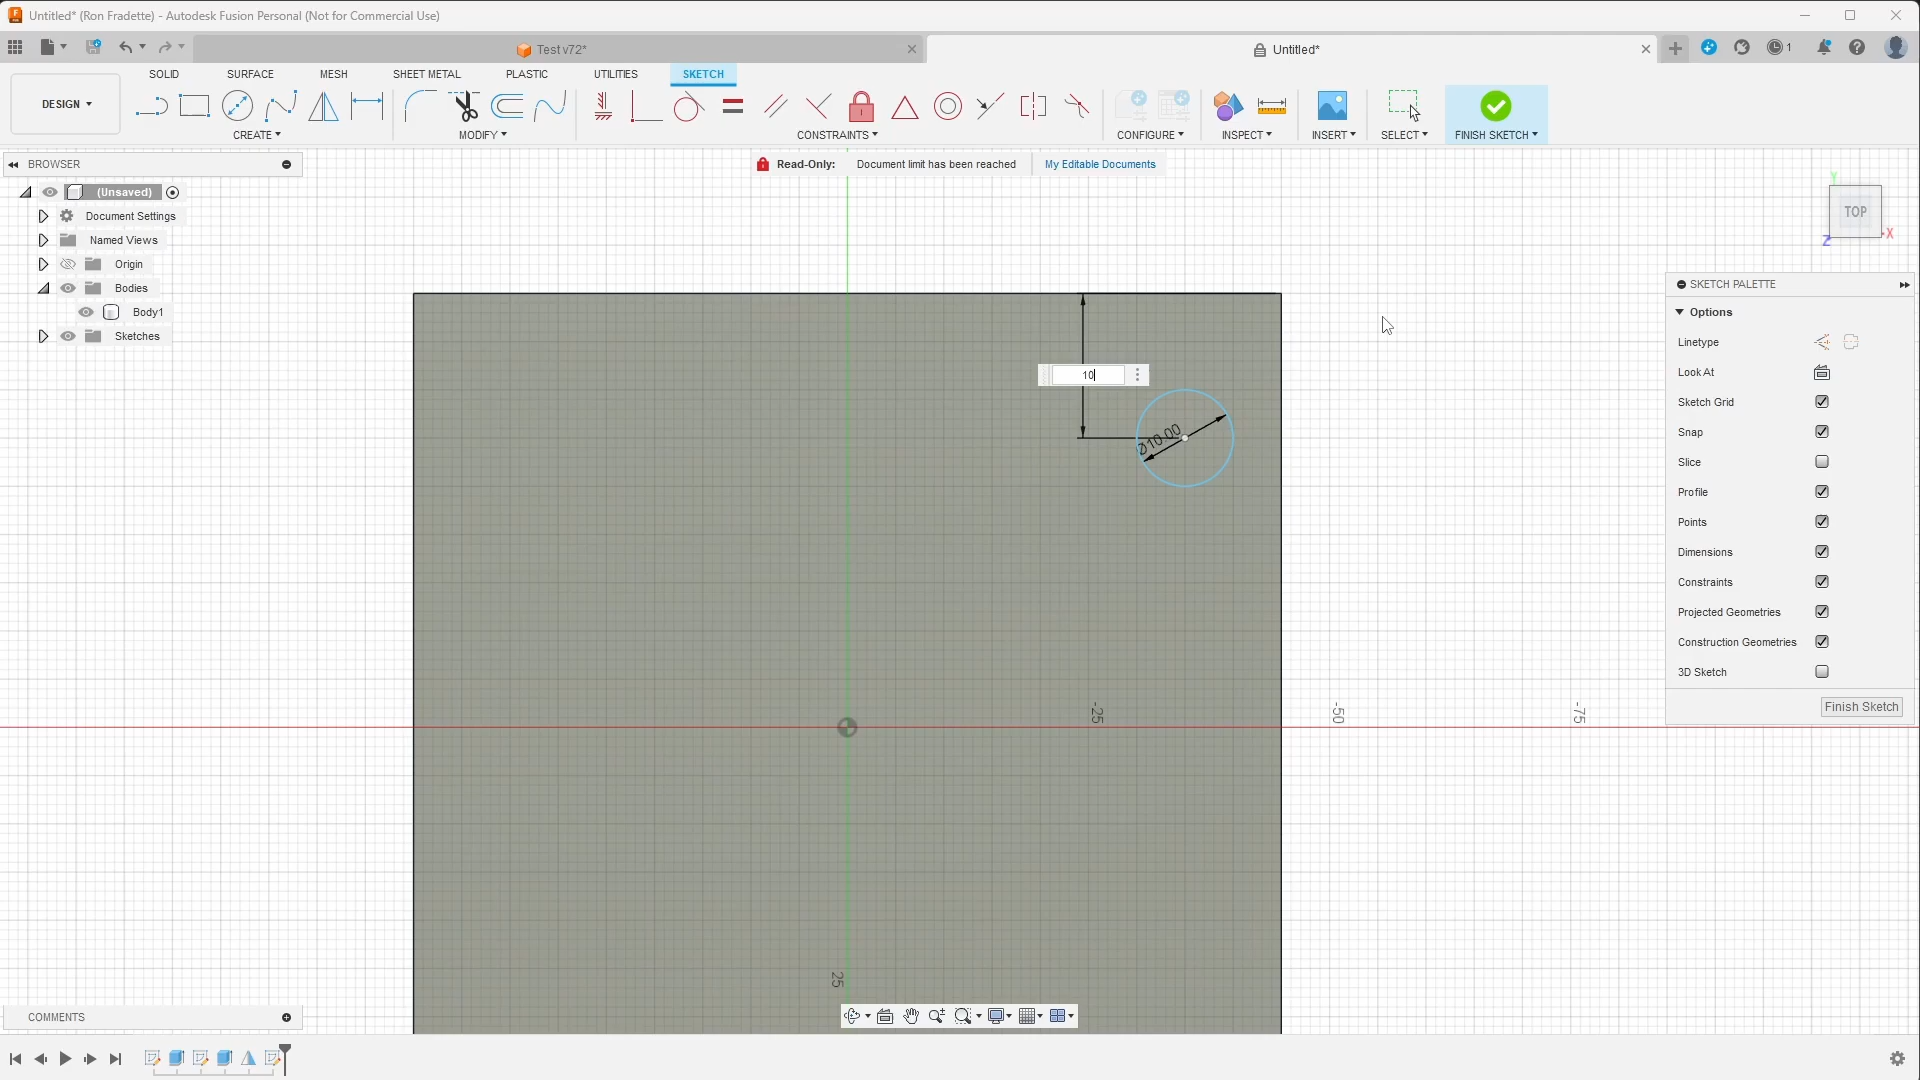 Untitled* (Ron Fradette) - Autodesk Fusion Personal (Not for Commercial Use)
Test v72*
Untitled*
1
DESIGN
SOLID
SURFACE
MESH
SHEET METAL
PLASTIC
UTILITIES
SKETCH
CREATE
MODIFY
CONSTRAINTS
CONFIGURE
INSPECT
INSERT
SELECT
FINISH SKETCH
BROWSER
Read-Only:
Document limit has been reached
My Editable Documents
(Unsaved)
Document Settings
Named Views
Origin
Bodies
Body1
Sketches
Y
TOP
X
Z
10
Ø10.00
-25
-50
-75
25
SKETCH PALETTE
Options
Linetype
Look At
Sketch Grid
Snap
Slice
Profile
Points
Dimensions
Constraints
Projected Geometries
Construction Geometries
3D Sketch
Finish Sketch
COMMENTS